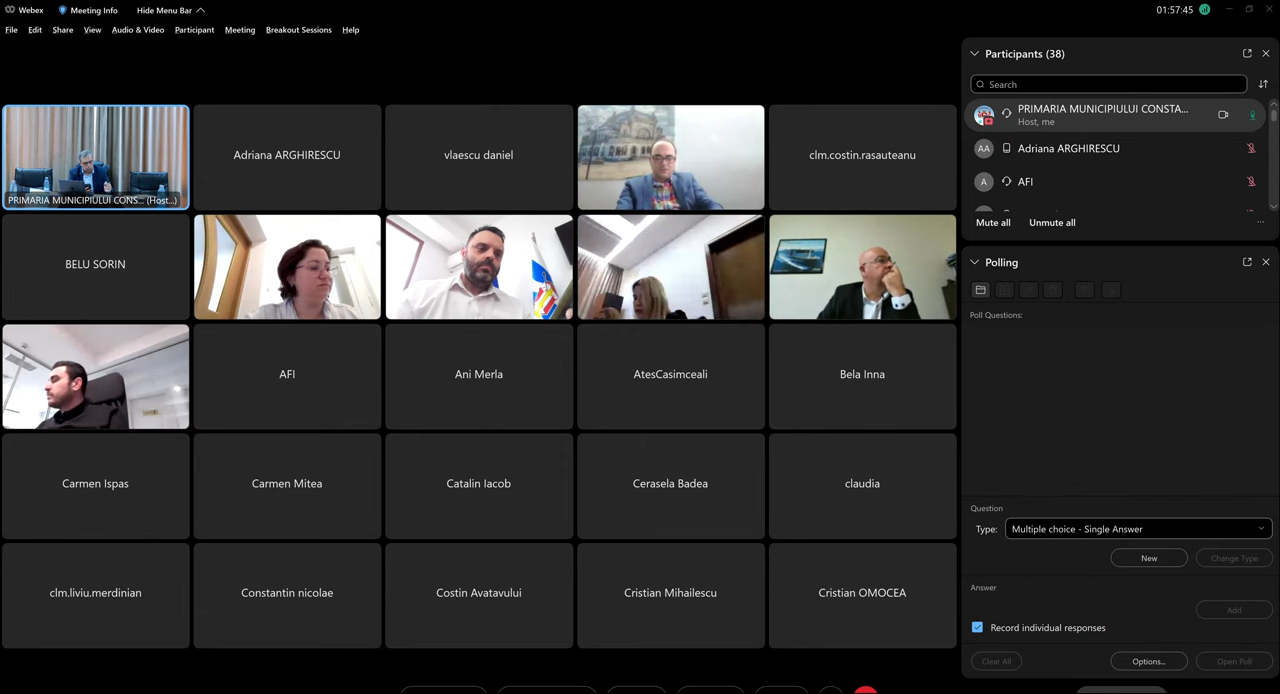 Webex
Meeting Info
Hide Menu Bar
01:57:45
File
Edit
Share
View
Audio & Video
Participant
Meeting
Breakout Sessions
Help
PRIMARIA MUNICIPIULUI CONS... (Host...)
Adriana ARGHIRESCU
vlaescu daniel
clm.costin.rasauteanu
BELU SORIN
AFI
Ani Merla
AtesCasimceali
Bela Inna
Carmen Ispas
Carmen Mitea
Catalin Iacob
Cerasela Badea
claudia
clm.liviu.merdinian
Constantin nicolae
Costin Avatavului
Cristian Mihailescu
Cristian OMOCEA
Participants (38)
Search
PRIMARIA MUNICIPIULUI CONSTA...
Host, me
AA
Adriana ARGHIRESCU
A
AFI
Mute all
Unmute all
Polling
Poll Questions:
Question
Type:
Multiple choice - Single Answer
New
Change Type
Answer
Add
Record individual responses
Clear All
Options...
Open Poll